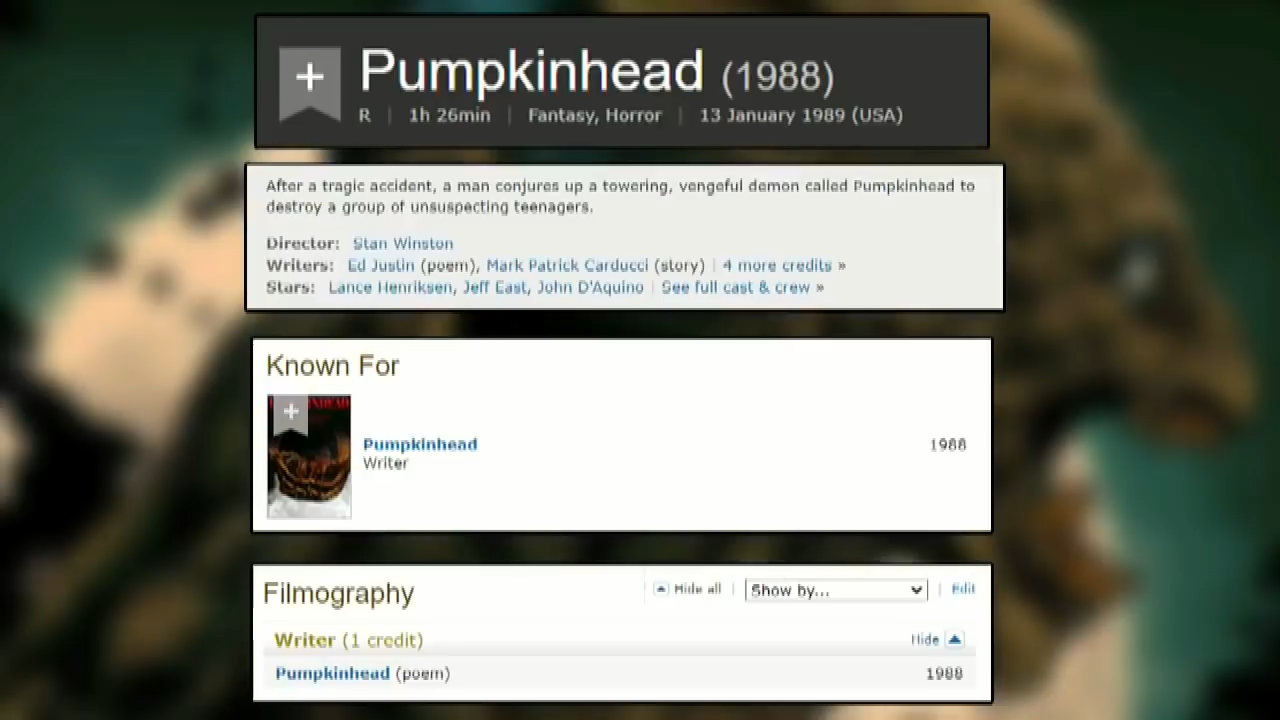 Pumpkinhead (1988)
R | 1h 26min | Fantasy, Horror | 13 January 1989 (USA)
After a tragic accident, a man conjures up a towering, vengeful demon called Pumpkinhead to
destroy a group of unsuspecting teenagers.
Director: Stan Winston
Writers: Ed Justin (poem), Mark Patrick Carducci (story) | 4 more credits »
Stars: Lance Henriksen, Jeff East, John D'Aquino | See full cast & crew »
Known For
Pumpkinhead 1988
Writer
Filmography Hide all | Show by... | Edit
Writer (1 credit) Hide
Pumpkinhead (poem) 1988